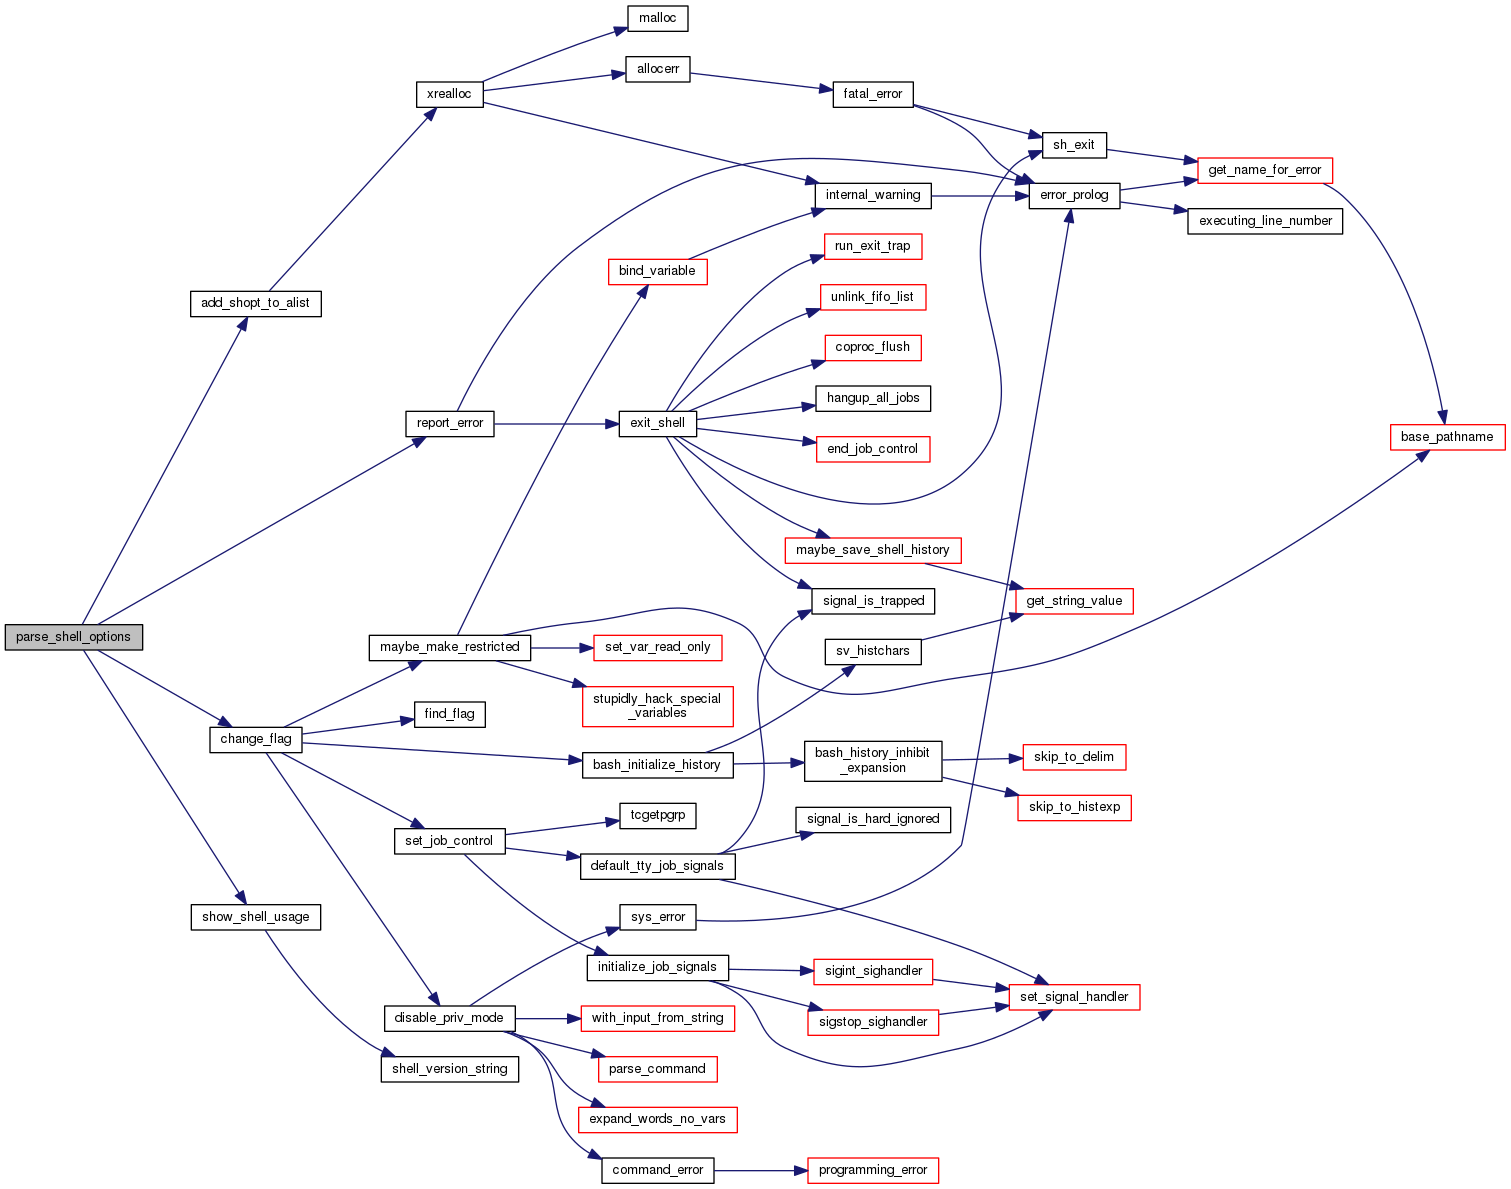 malloc
allocerr
xrealloc
fatal_error
sh_exit
get_name_for_error
internal_warning
error_prolog
executing_line_number
run_exit_trap
bind_variable
unlink_fifo_list
add_shopt_to_alist
coproc_flush
hangup_all_jobs
report_error
exit_shell
base_pathname
end_job_control
maybe_save_shell_history
signal_is_trapped
get_string_value
parse_shell_options
maybe_make_restricted
set_var_read_only
sv_histchars
stupidly_hack_special
_variables
find_flag
change_flag
bash_initialize_history
bash_history_inhibit
_expansion
skip_to_delim
skip_to_histexp
tcgetpgrp
signal_is_hard_ignored
set_job_control
default_tty_job_signals
show_shell_usage
sys_error
initialize_job_signals
sigint_sighandler
set_signal_handler
disable_priv_mode
with_input_from_string
sigstop_sighandler
shell_version_string
parse_command
expand_words_no_vars
command_error
programming_error